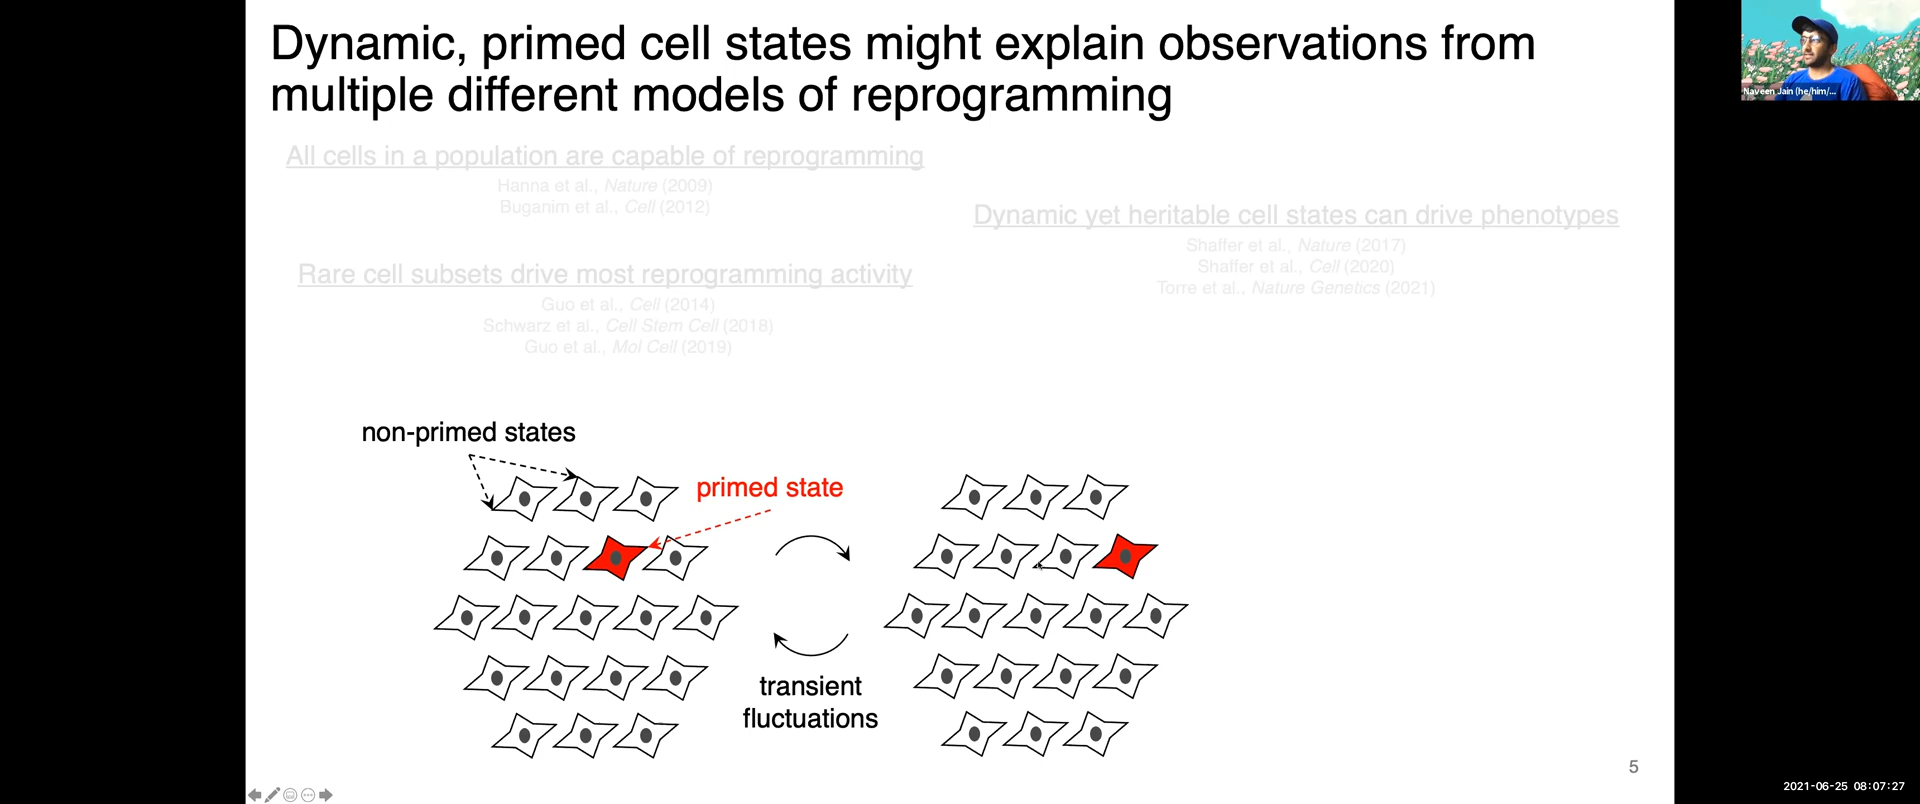 Dynamic, primed cell states might explain observations from
multiple different models of reprogramming
All cells in a population are capable of reprogramming
Hanna et al., Nature (2009)
Buganim et al., Cell (2012)
Rare cell subsets drive most reprogramming activity
Guo et al., Cell (2014)
Schwarz et al., Cell Stem Cell (2018)
Guo et al., Mol Cell (2019)
Dynamic yet heritable cell states can drive phenotypes
Shaffer et al., Nature (2017)
Shaffer et al., Cell (2020)
Torre et al., Nature Genetics (2021)
non-primed states
primed state
transient
fluctuations
5
Naveen Jain (he/him/...
2021-06-25 08:07:27